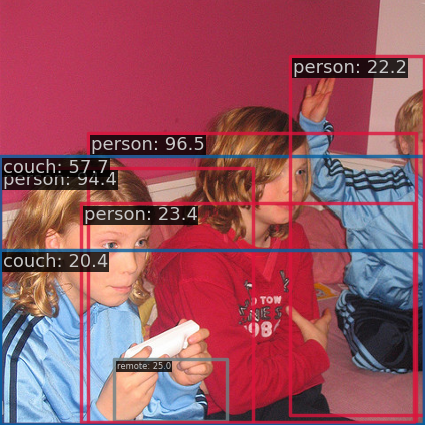 person: 22.2
person: 96.5
couch: 57.7
person: 94.4
person: 23.4
couch: 20.4
TOW
remote: 25.0